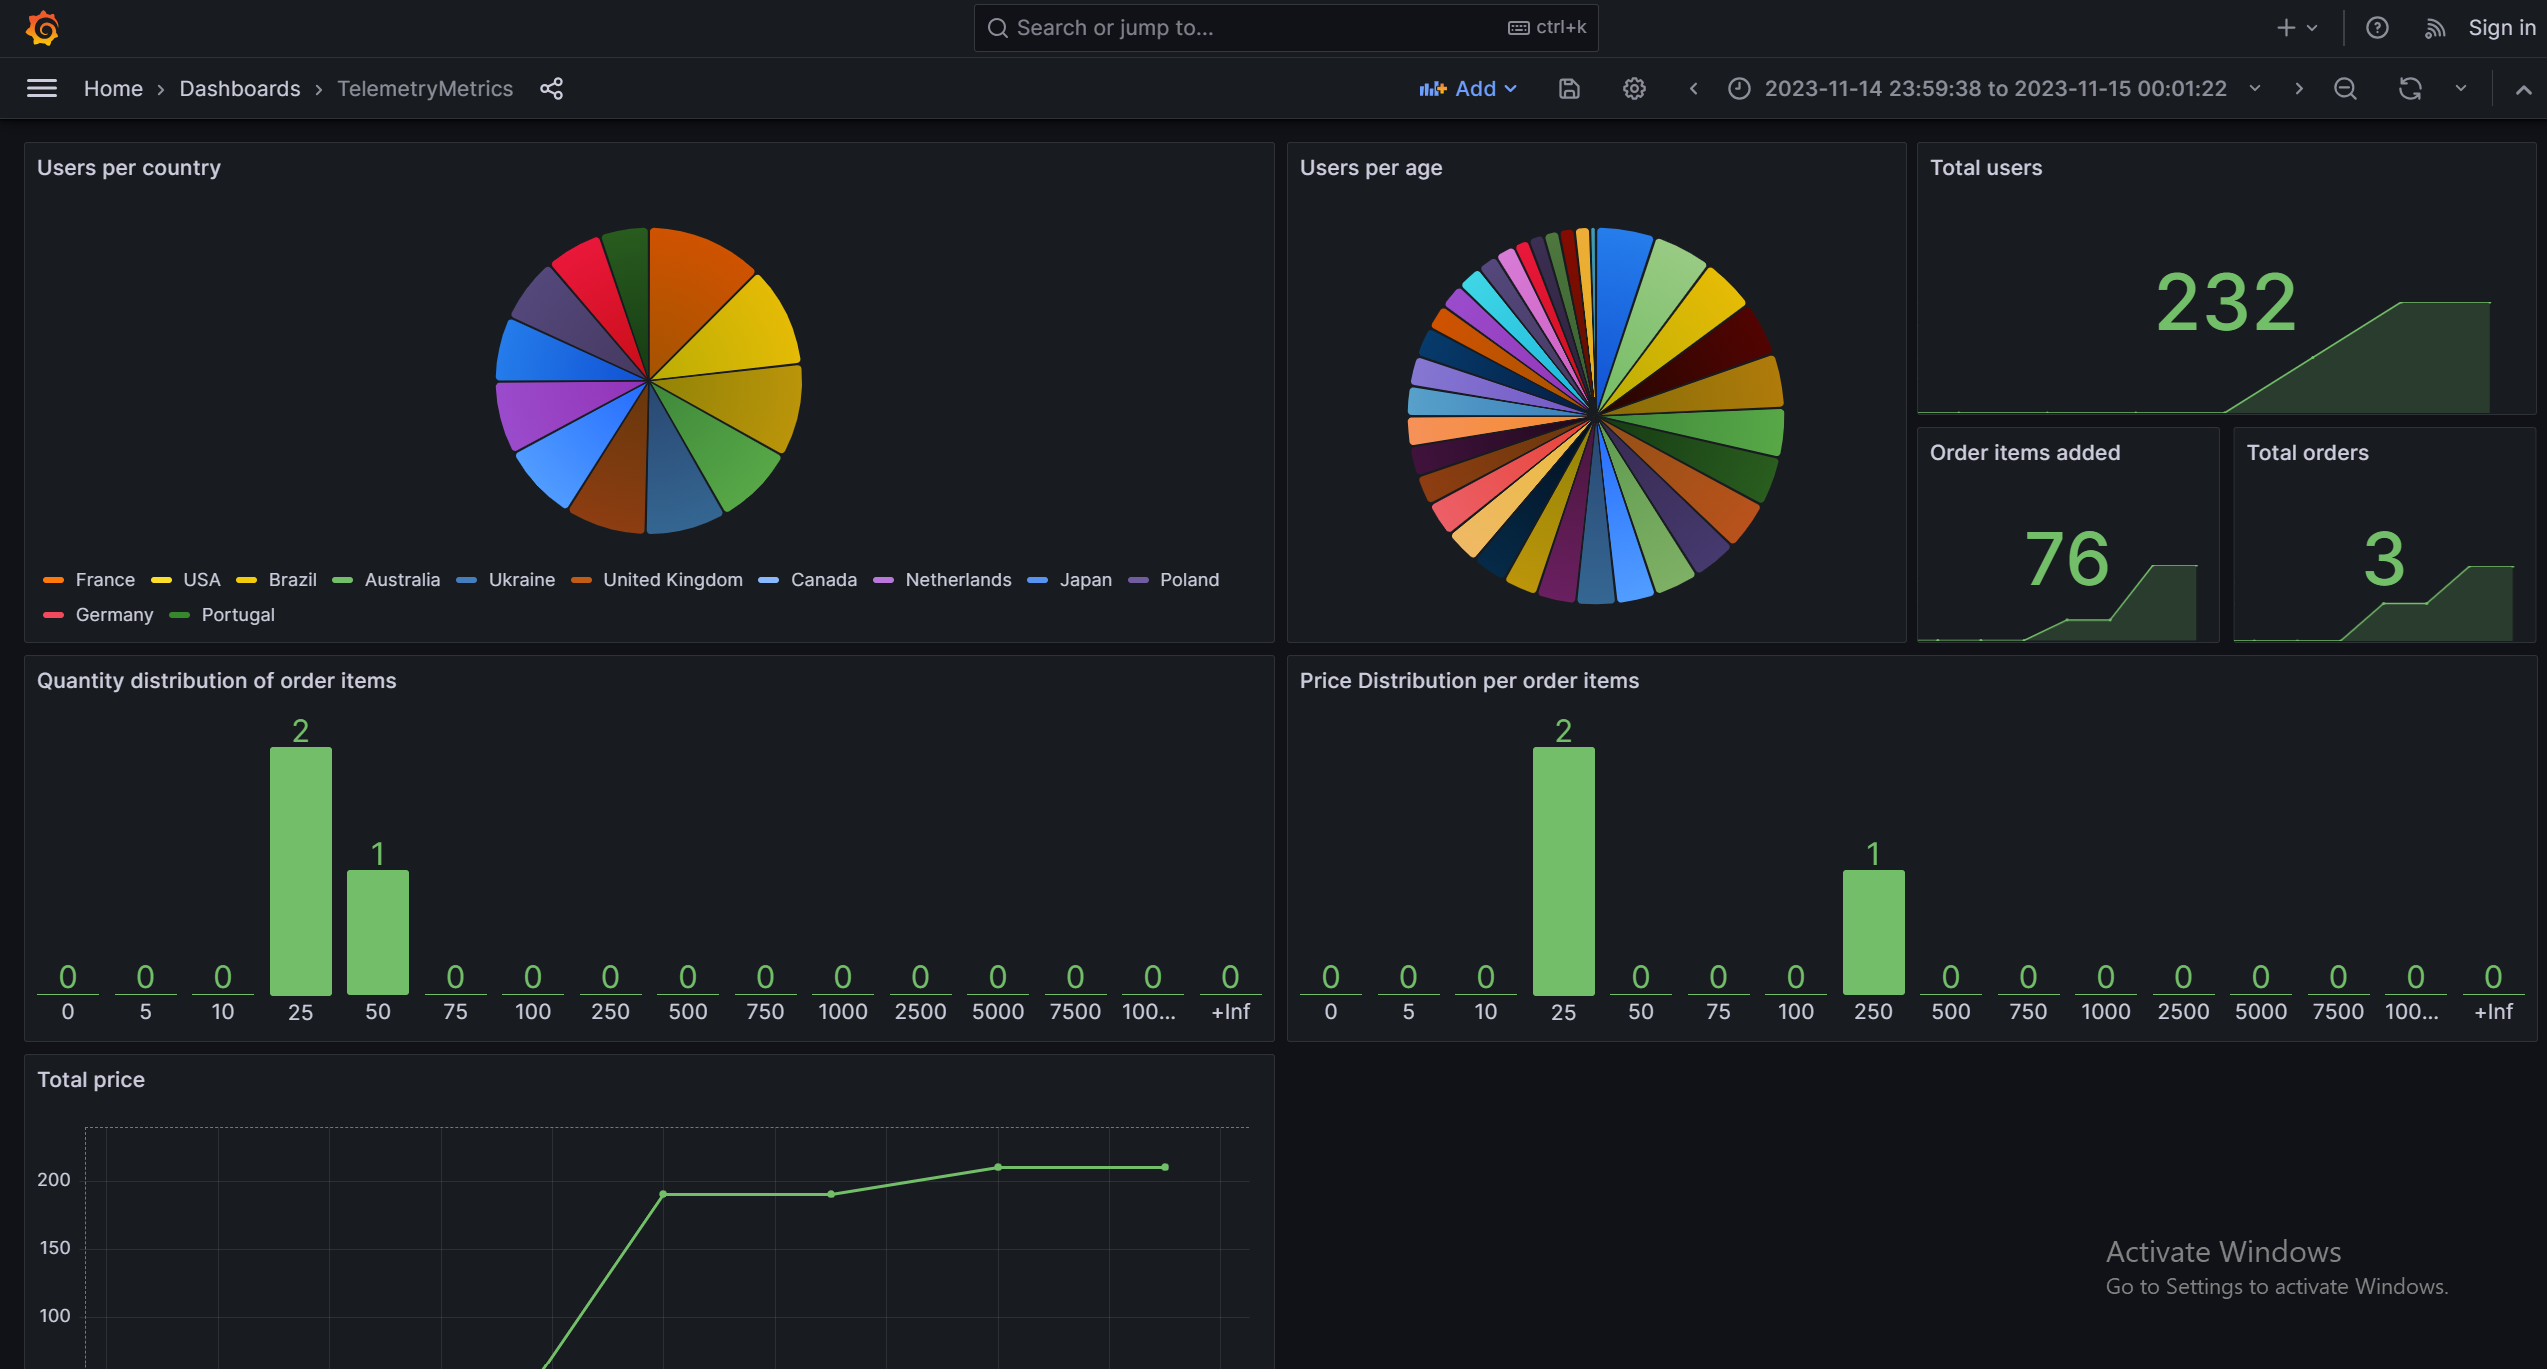 Search or jump to... ctrl+k Sign in
Home › Dashboards › TelemetryMetrics Add 2023-11-14 23:59:38 to 2023-11-15 00:01:22
Users per country
France USA Brazil Australia Ukraine United Kingdom Canada Netherlands Japan Poland
Germany Portugal
Users per age
Total users
232
Order items added
76
Total orders
3
Quantity distribution of order items
2
1
0 0 0 0 0 0 0 0 0 0 0 0 0 0
0 5 10 25 50 75 100 250 500 750 1000 2500 5000 7500 100... +Inf
Price Distribution per order items
2
1
0 0 0 0 0 0 0 0 0 0 0 0 0 0
0 5 10 25 50 75 100 250 500 750 1000 2500 5000 7500 100... +Inf
Total price
200
150
100
Activate Windows
Go to Settings to activate Windows.